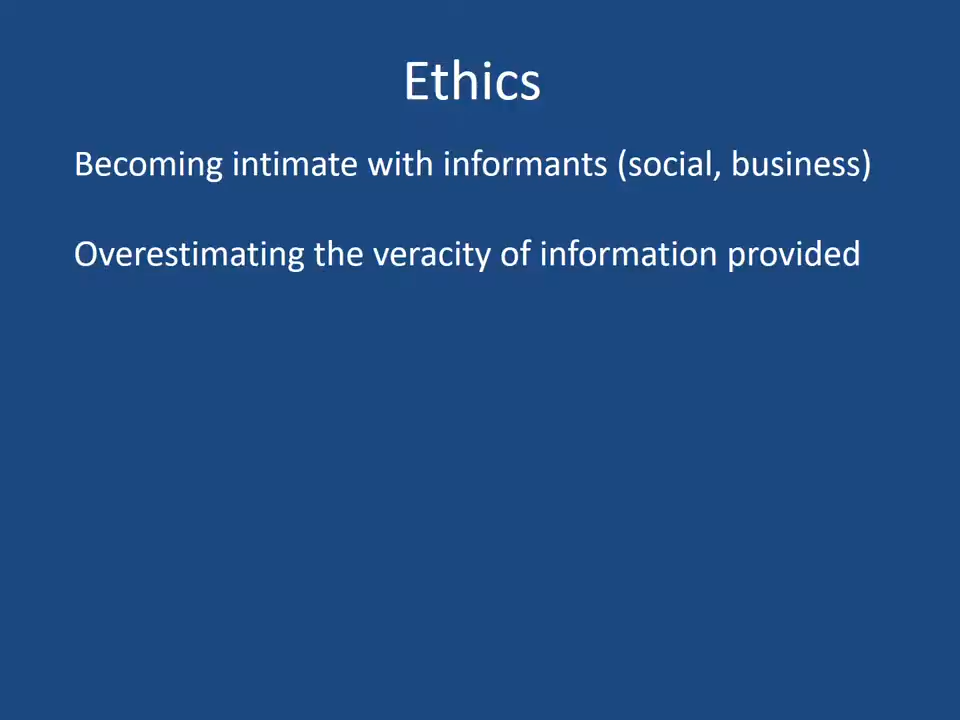 Ethics
Becoming intimate with informants (social, business)
Overestimating the veracity of information provided